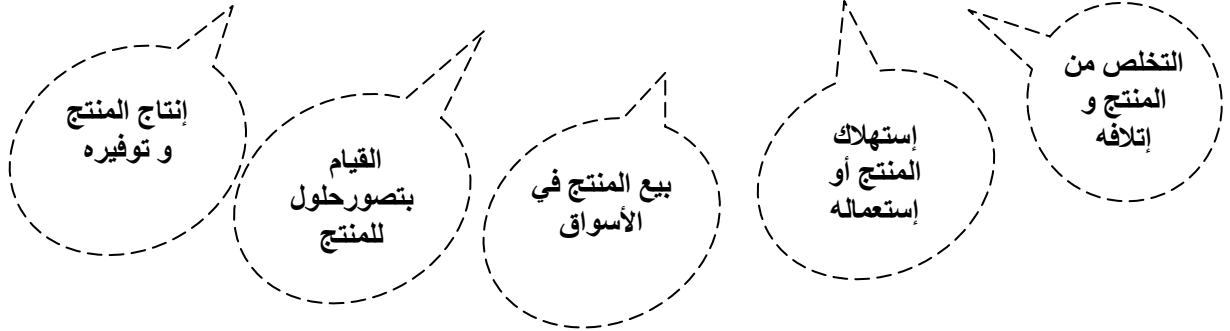 التخلص من
المنتج و
إتلافه
إستهلاك
المنتج أو
إستعماله
بيع المنتج في
الأسواق
القيام
بتصورحلول
للمنتج
إنتاج المنتج
و توفيره